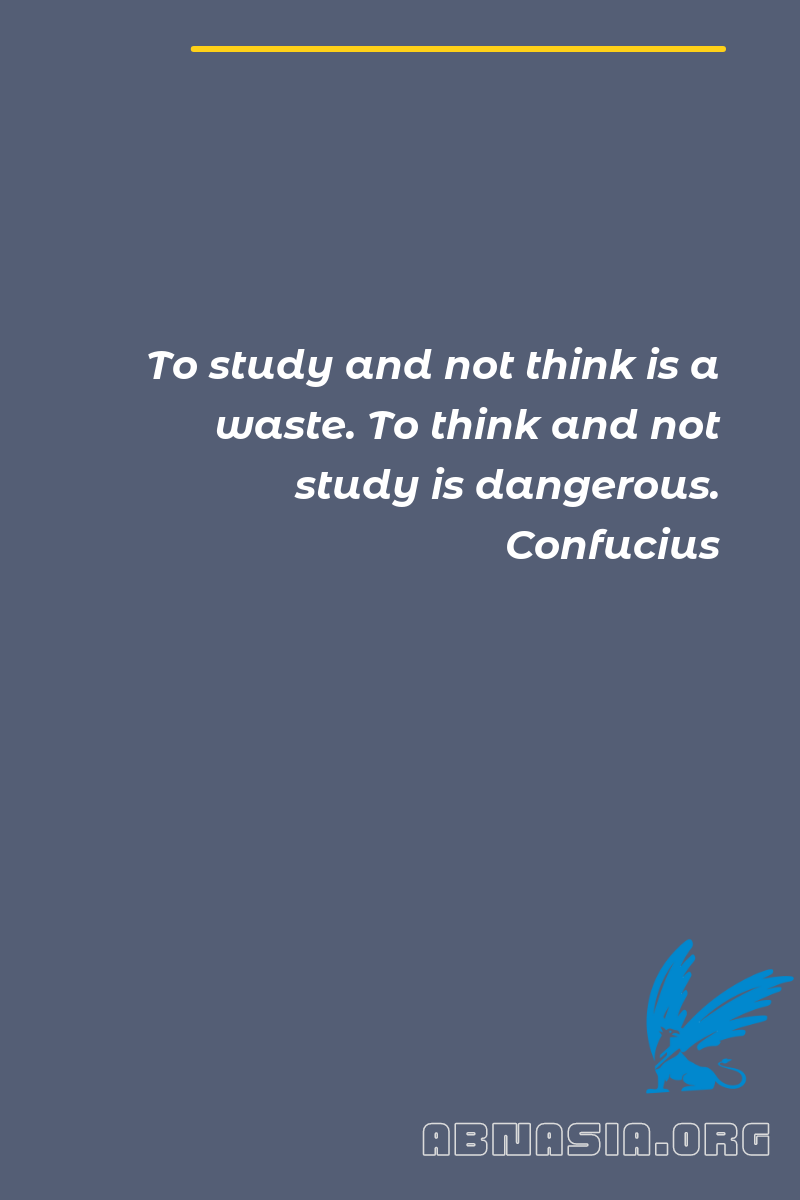 To study and not think is a
waste. To think and not
study is dangerous.
Confucius
ABNASIA.ORG